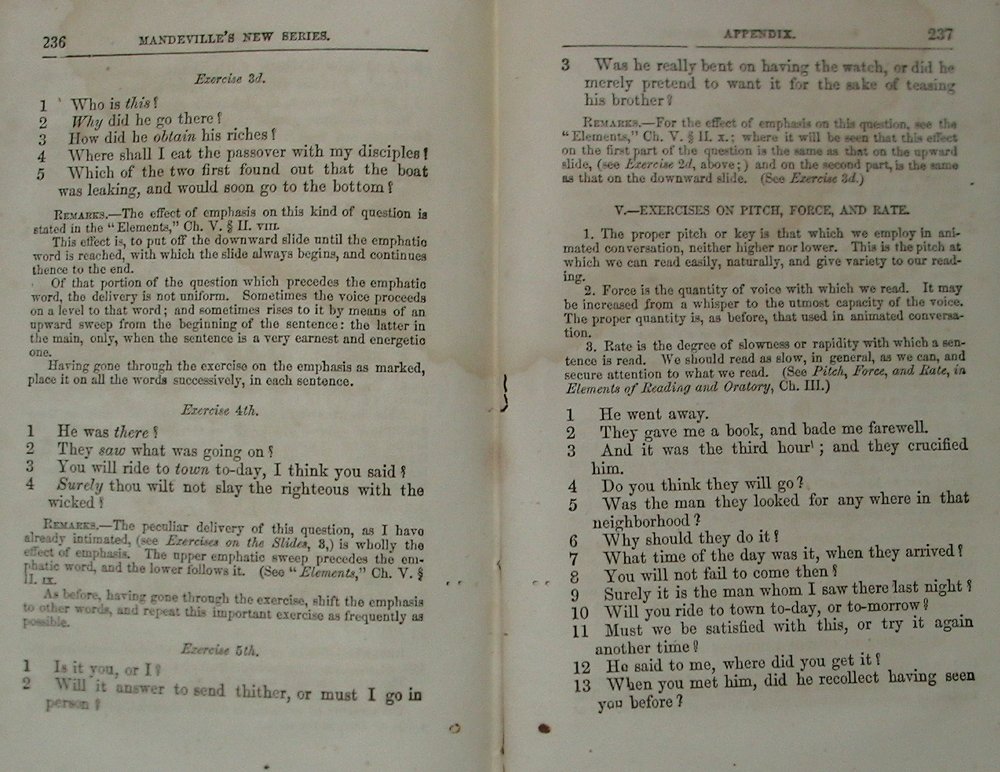 236 MANDEVILLE'S NEW SERIES.
Exercise 3d.
1 Who is this?
2 Why did he go there?
3 How did he obtain his riches?
4 Where shall I eat the passover with my disciples?
5 Which of the two first found out that the boat
was leaking, and would soon go to the bottom?
REMARKS.—The effect of emphasis on this kind of question is
stated in the "Elements," Ch. V. § II. VIII.
This effect is, to put off the downward slide until the emphatic
word is reached, with which the slide always begins, and continues
thence to the end.
Of that portion of the question which precedes the emphatic
word, the delivery is not uniform. Sometimes the voice proceeds
on a level to that word; and sometimes rises to it by means of an
upward sweep from the beginning of the sentence: the latter in
the main, only, when the sentence is a very earnest and energetic
one.
Having gone through the exercise on the emphasis as marked,
place it on all the words successively, in each sentence.
Exercise 4th.
1 He was there?
2 They saw what was going on?
3 You will ride to town to-day, I think you said?
4 Surely thou wilt not slay the righteous with the
wicked?
REMARKS.—The peculiar delivery of this question, as I have
already intimated, (see Exercises on the Slides, 3,) is wholly the
effect of emphasis. The upper emphatic sweep precedes the em-
phatic word, and the lower follows it. (See "Elements," Ch. V. §
II. IX.
As before, having gone through the exercise, shift the emphasis
to other words, and repeat this important exercise as frequently as
possible.
Exercise 5th.
1 Is it you, or I?
2 Will it answer to send thither, or must I go in
person?
APPENDIX. 237
3 Was he really bent on having the watch, or did he
merely pretend to want it for the sake of teasing
his brother?
REMARKS.—For the effect of emphasis on this question, see the
"Elements," Ch. V. § II. X.; where it will be seen that this effect
on the first part of the question is the same as that on the upward
slide, (see Exercise 2d, above;) and on the second part, is the same
as that on the downward slide. (See Exercise 3d.)
V.—EXERCISES ON PITCH, FORCE, AND RATE.
1. The proper pitch or key is that which we employ in ani-
mated conversation, neither higher nor lower. This is the pitch at
which we can read easily, naturally, and give variety to our read-
ing.
2. Force is the quantity of voice with which we read. It may
be increased from a whisper to the utmost capacity of the voice.
The proper quantity is, as before, that used in animated conversa-
tion.
3. Rate is the degree of slowness or rapidity with which a sen-
tence is read. We should read as slow, in general, as we can, and
secure attention to what we read. (See Pitch, Force, and Rate, in
Elements of Reading and Oratory, Ch. III.)
1 He went away.
2 They gave me a book, and bade me farewell.
3 And it was the third hour¹; and they crucified
him.
4 Do you think they will go?
5 Was the man they looked for any where in that
neighborhood?
6 Why should they do it?
7 What time of the day was it, when they arrived?
8 You will not fail to come then?
9 Surely it is the man whom I saw there last night?
10 Will you ride to town to-day, or to-morrow?
11 Must we be satisfied with this, or try it again
another time?
12 He said to me, where did you get it?
13 When you met him, did he recollect having seen
you before?